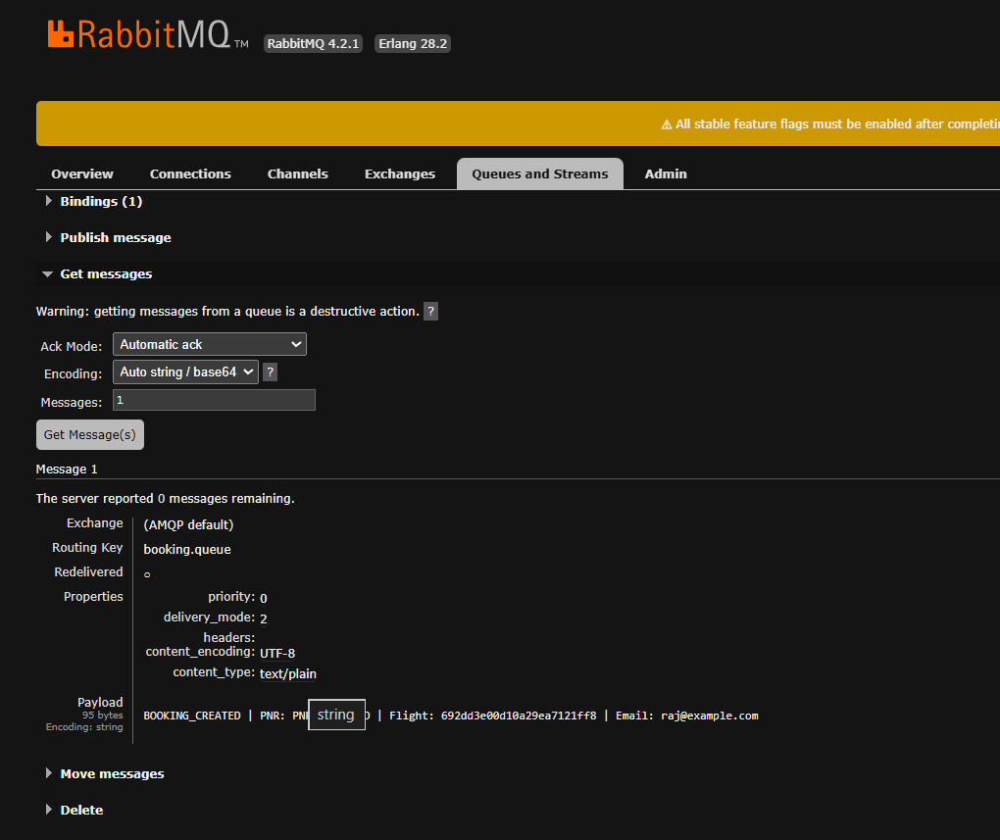 RabbitMQ TM RabbitMQ 4.2.1 Erlang 28.2
⚠ All stable feature flags must be enabled after
Overview Connections Channels Exchanges Queues and Streams Admin
Bindings (1)
Publish message
Get messages
Warning: getting messages from a queue is a destructive action. ?
Ack Mode: Automatic ack
Encoding: Auto string / base64 ?
Messages: 1
Get Message(s)
Message 1
The server reported 0 messages remaining.
Exchange (AMQP default)
Routing Key booking.queue
Redelivered ○
Properties priority: 0
delivery_mode: 2
headers:
content_encoding: UTF-8
content_type: text/plain
Payload
95 bytes
Encoding: string
BOOKING_CREATED | PNR: string | Flight: 692dd3e00d10a29ea7121ff8 | Email: raj@example.com
Move messages
Delete